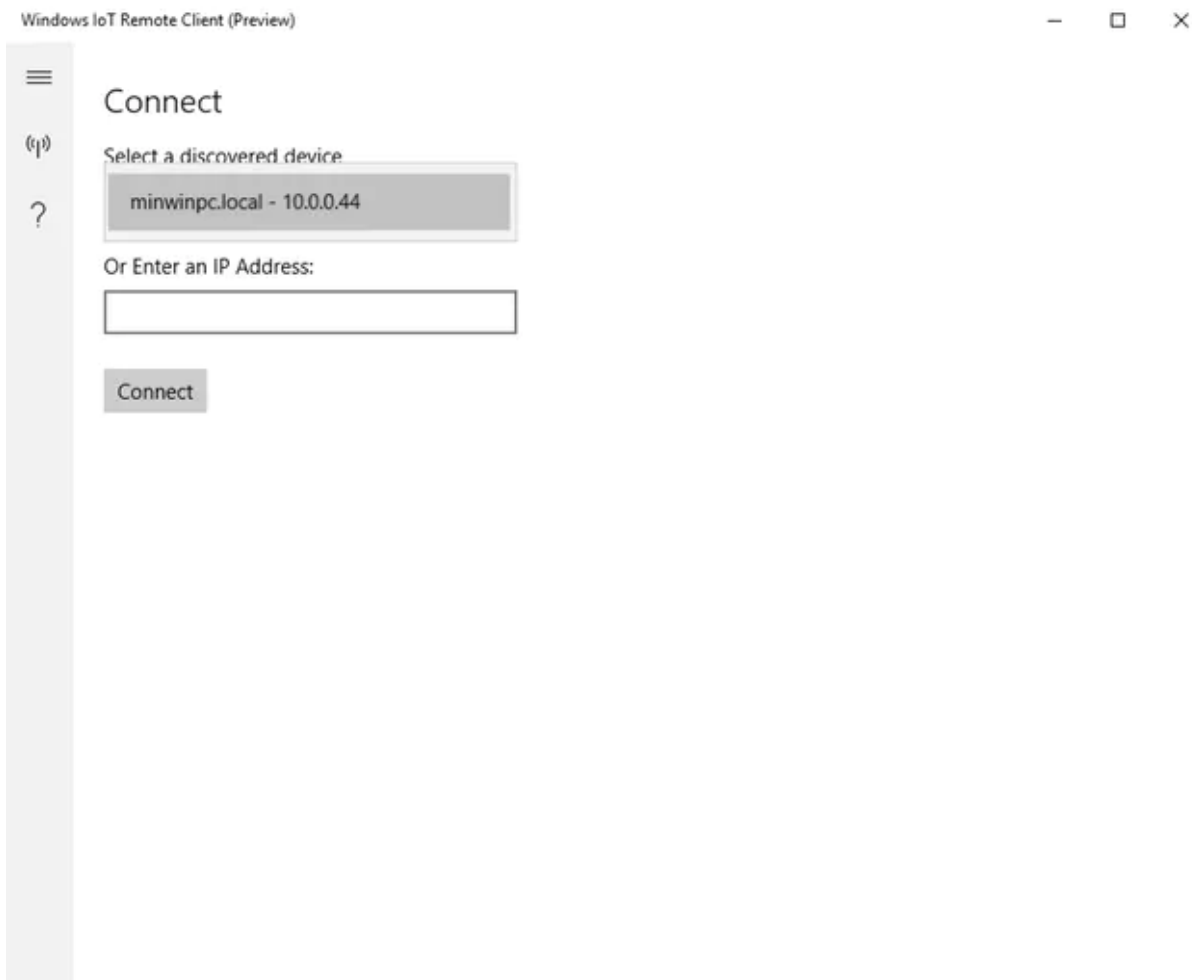 Windows IoT Remote Client (Preview)
Connect
Select a discovered device
minwinpc.local - 10.0.0.44
Or Enter an IP Address:
Connect